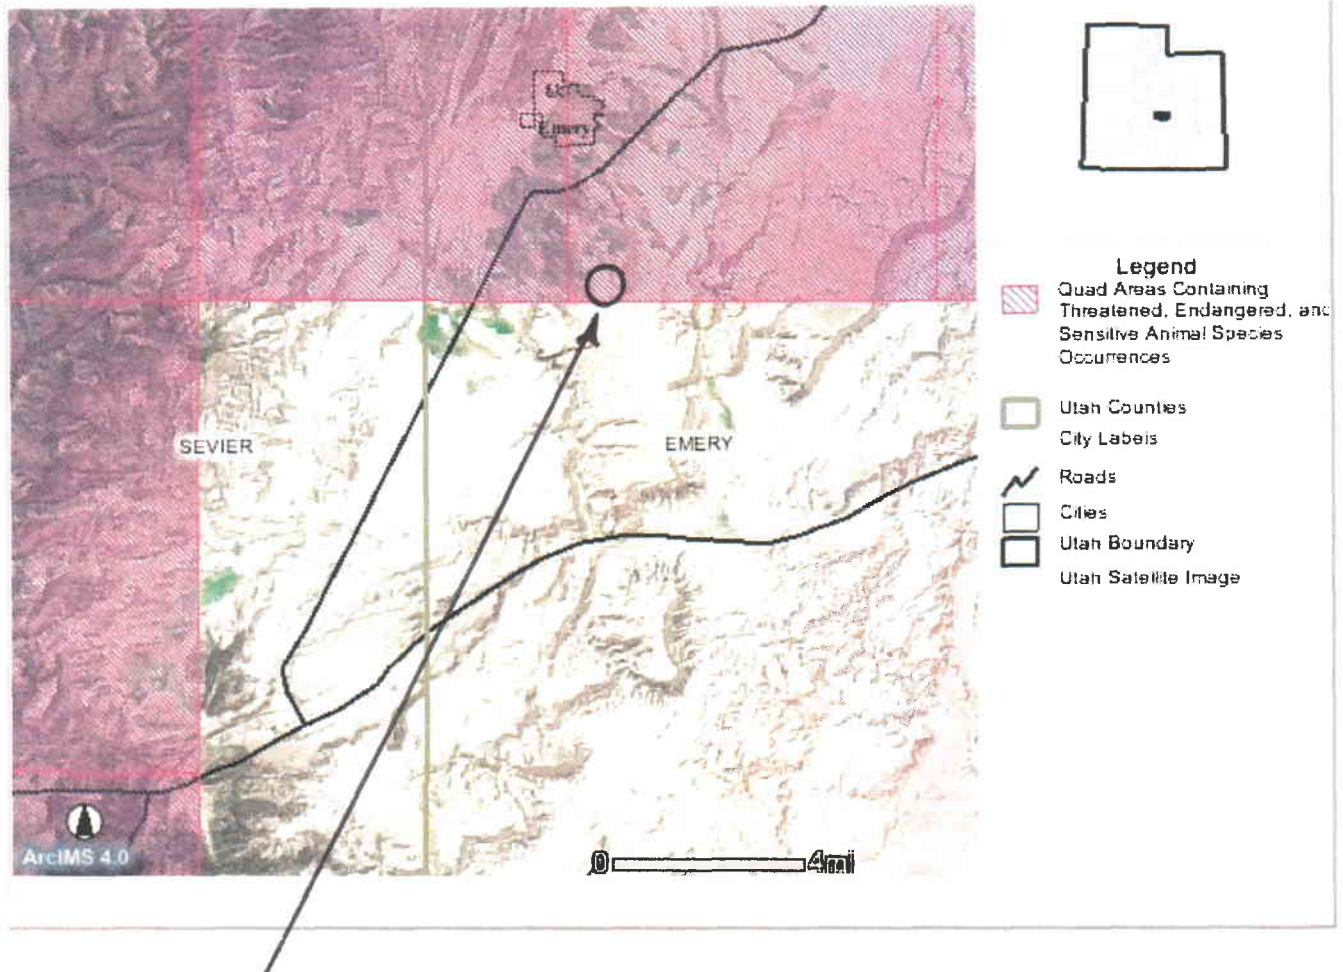 Emery
SEVIER
EMERY
ArcIMS 4.0
0 4mi
Legend
Quad Areas Containing
Threatened, Endangered, and
Sensitive Animal Species
Occurrences
Utah Counties
City Labels
Roads
Cities
Utah Boundary
Utah Satellite Image